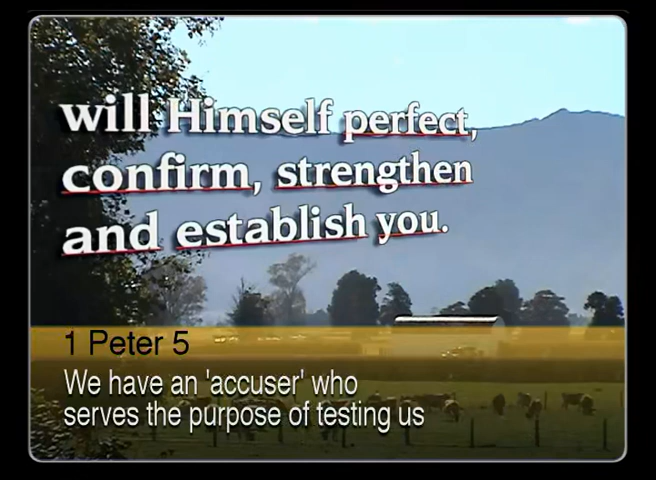 will Himself perfect,
confirm, strengthen
and establish you.
1 Peter 5
We have an 'accuser' who
serves the purpose of testing us